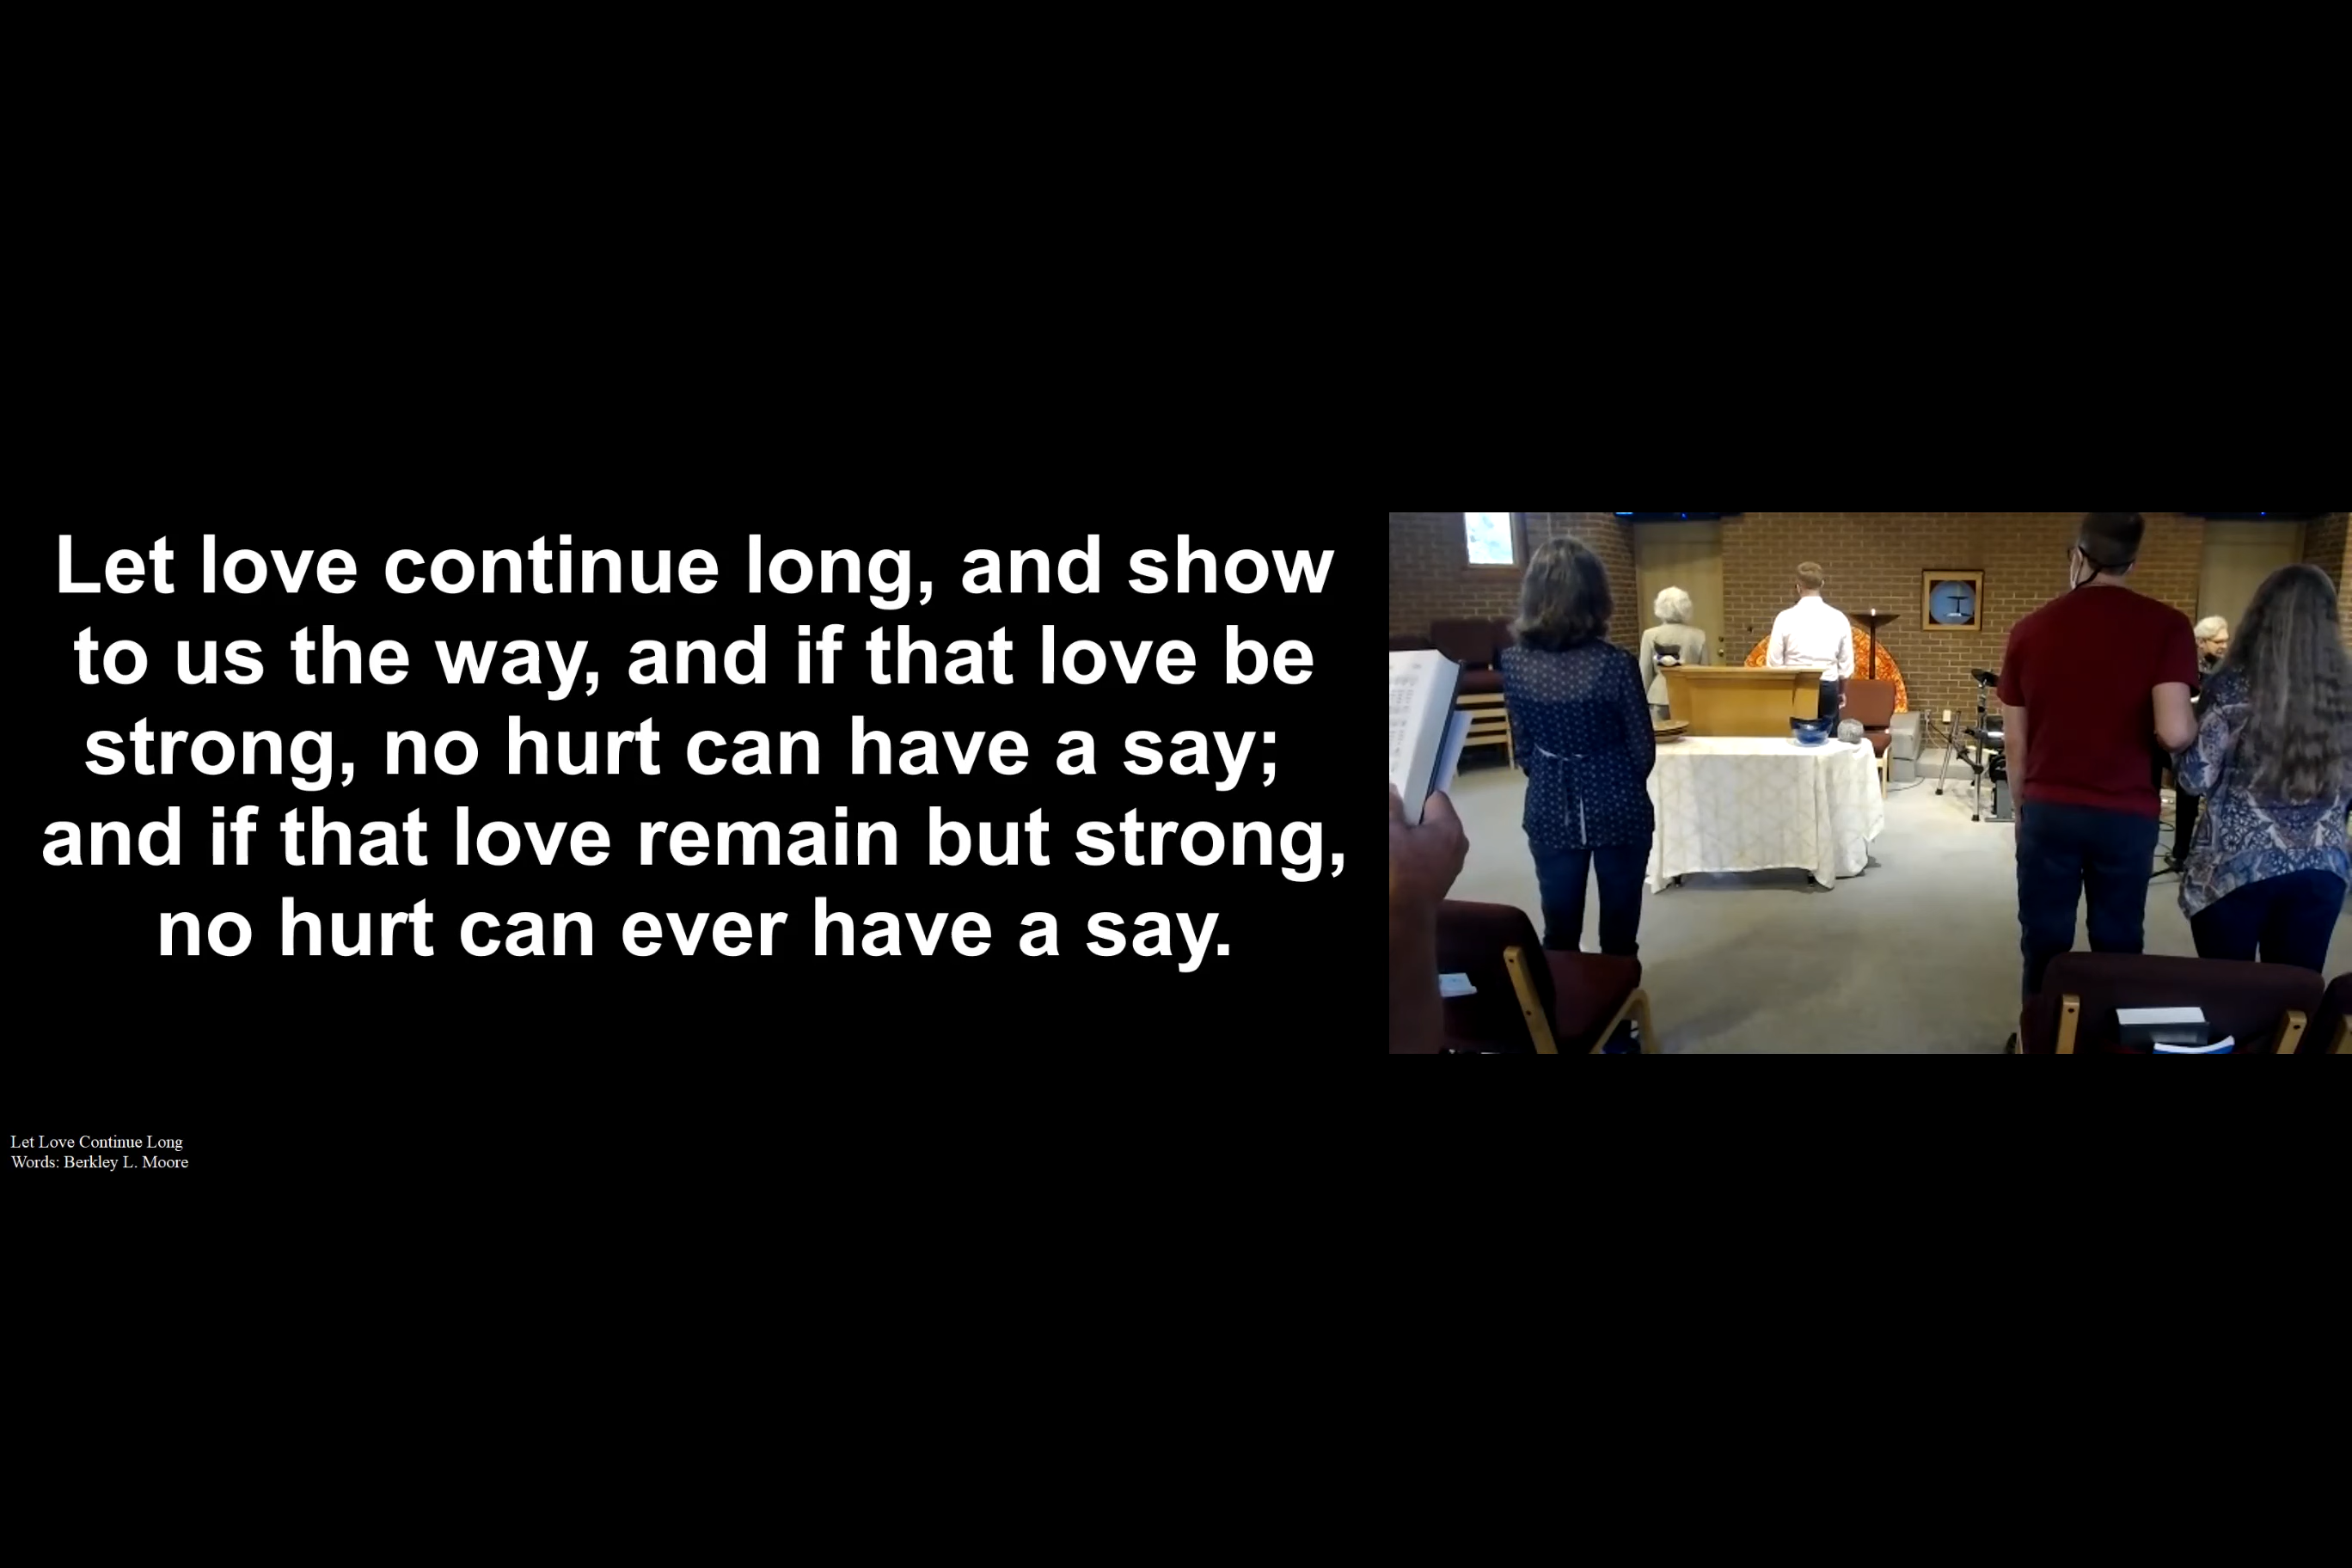 Let love continue long, and show
to us the way, and if that love be
strong, no hurt can have a say;
and if that love remain but strong,
no hurt can ever have a say.
Let Love Continue Long
Words: Berkley L. Moore